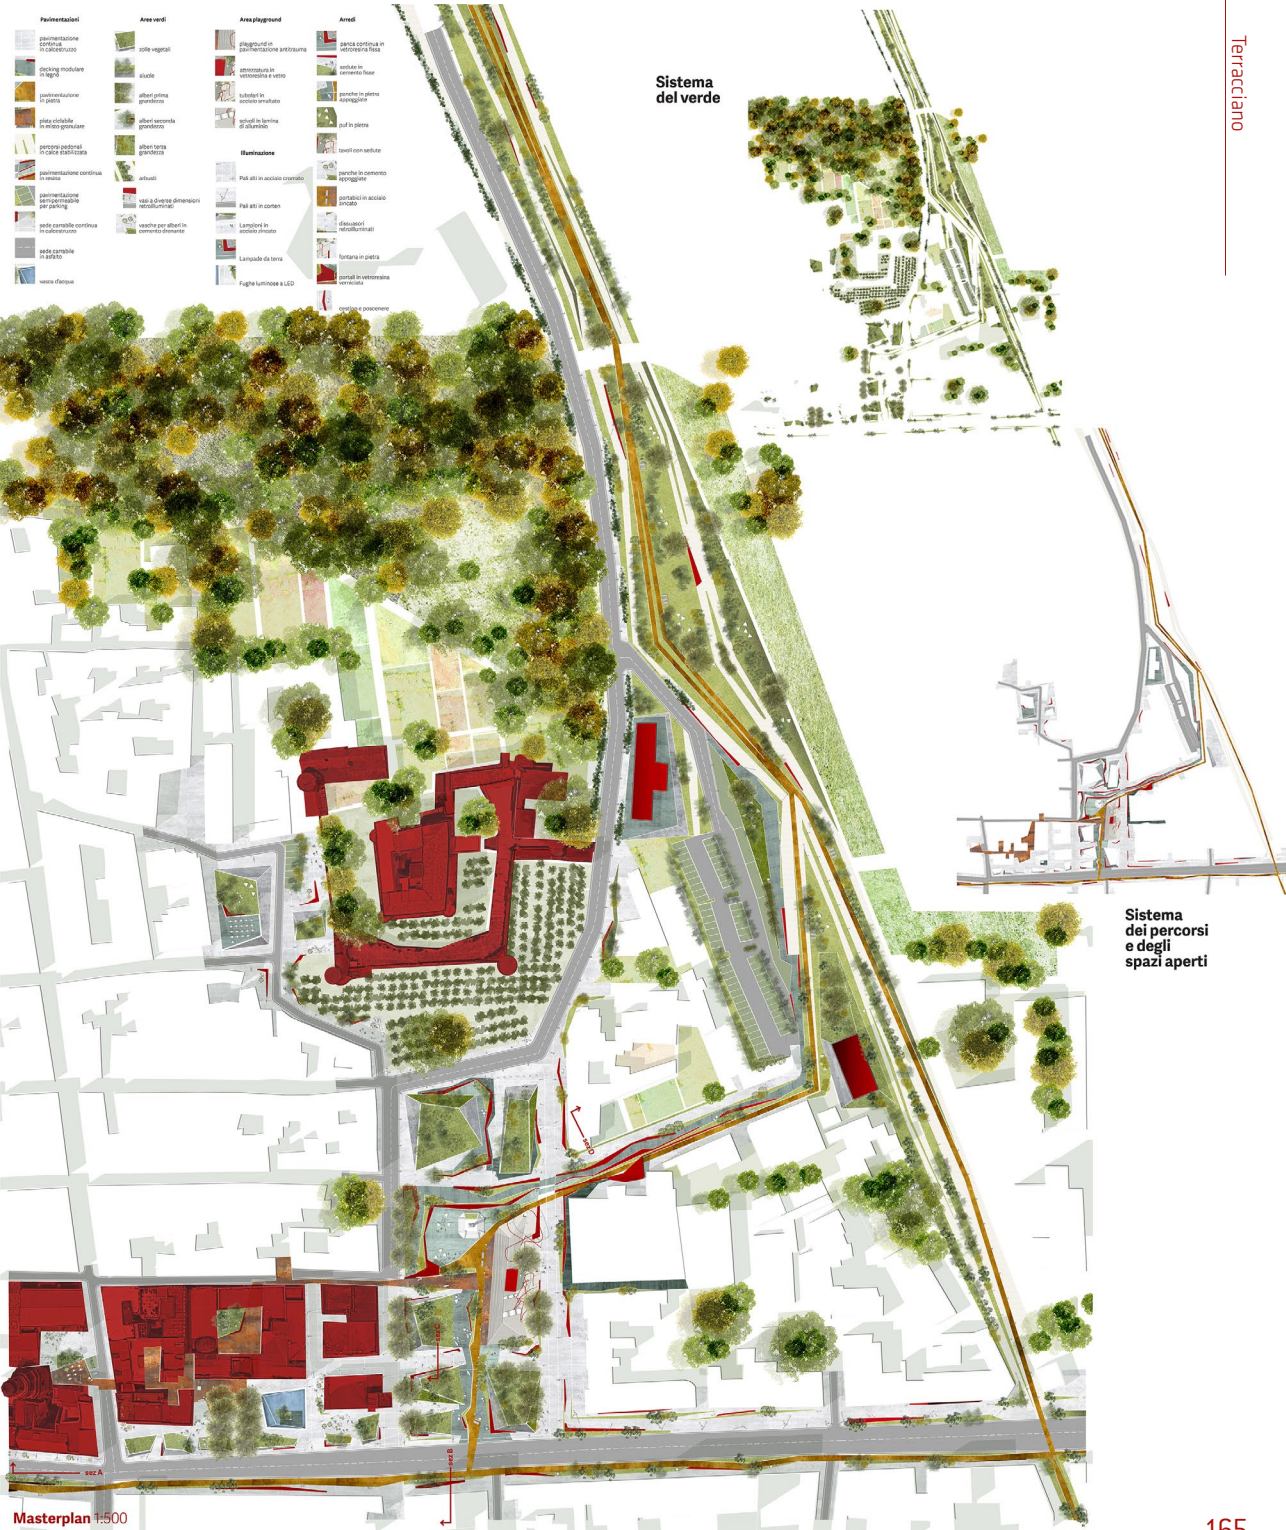 Pavimentazioni
pavimentazione
continua
in calcestruzzo
decking modulare
in legno
pavimentazione
in pietra
pista ciclabile
in misto-granulare
percorsi pedonali
in calce stabilizzata
pavimentazione continua
in resina
pavimentazione
semipermeabile
per parking
sede carrabile continua
in calcestruzzo
sede carrabile
in asfalto
vasca d'acqua
Aree verdi
zolle vegetali
aiuole
alberi prima
grandezza
alberi seconda
grandezza
alberi terza
grandezza
arbusti
vasi a diverse dimensioni
retroilluminati
vasche per alberi in
cemento drenante
Area playground
playground in
pavimentazione antitrauma
attrezzatura in
vetroresina e vetro
tubolari in
acciaio smaltato
scivoli in lamina
di alluminio
Illuminazione
Pali alti in acciaio cromato
Pali alti in corten
Lampioni in
acciaio zincato
Lampade da terra
Fughe luminose a LED
Arredi
panca continua in
vetroresina fissa
sedute in
cemento fisse
panche in pietra
appoggiate
puf in pietra
tavoli con sedute
panche in cemento
appoggiate
portabici in acciaio
zincato
dissuasori
retroilluminati
fontana in pietra
portali in vetroresina
verniciata
cestino e posacenere
Sistema
del verde
Terracciano
Sistema
dei percorsi
e degli
spazi aperti
sez D
sez C
sez B
sez A
Masterplan 1:500
165